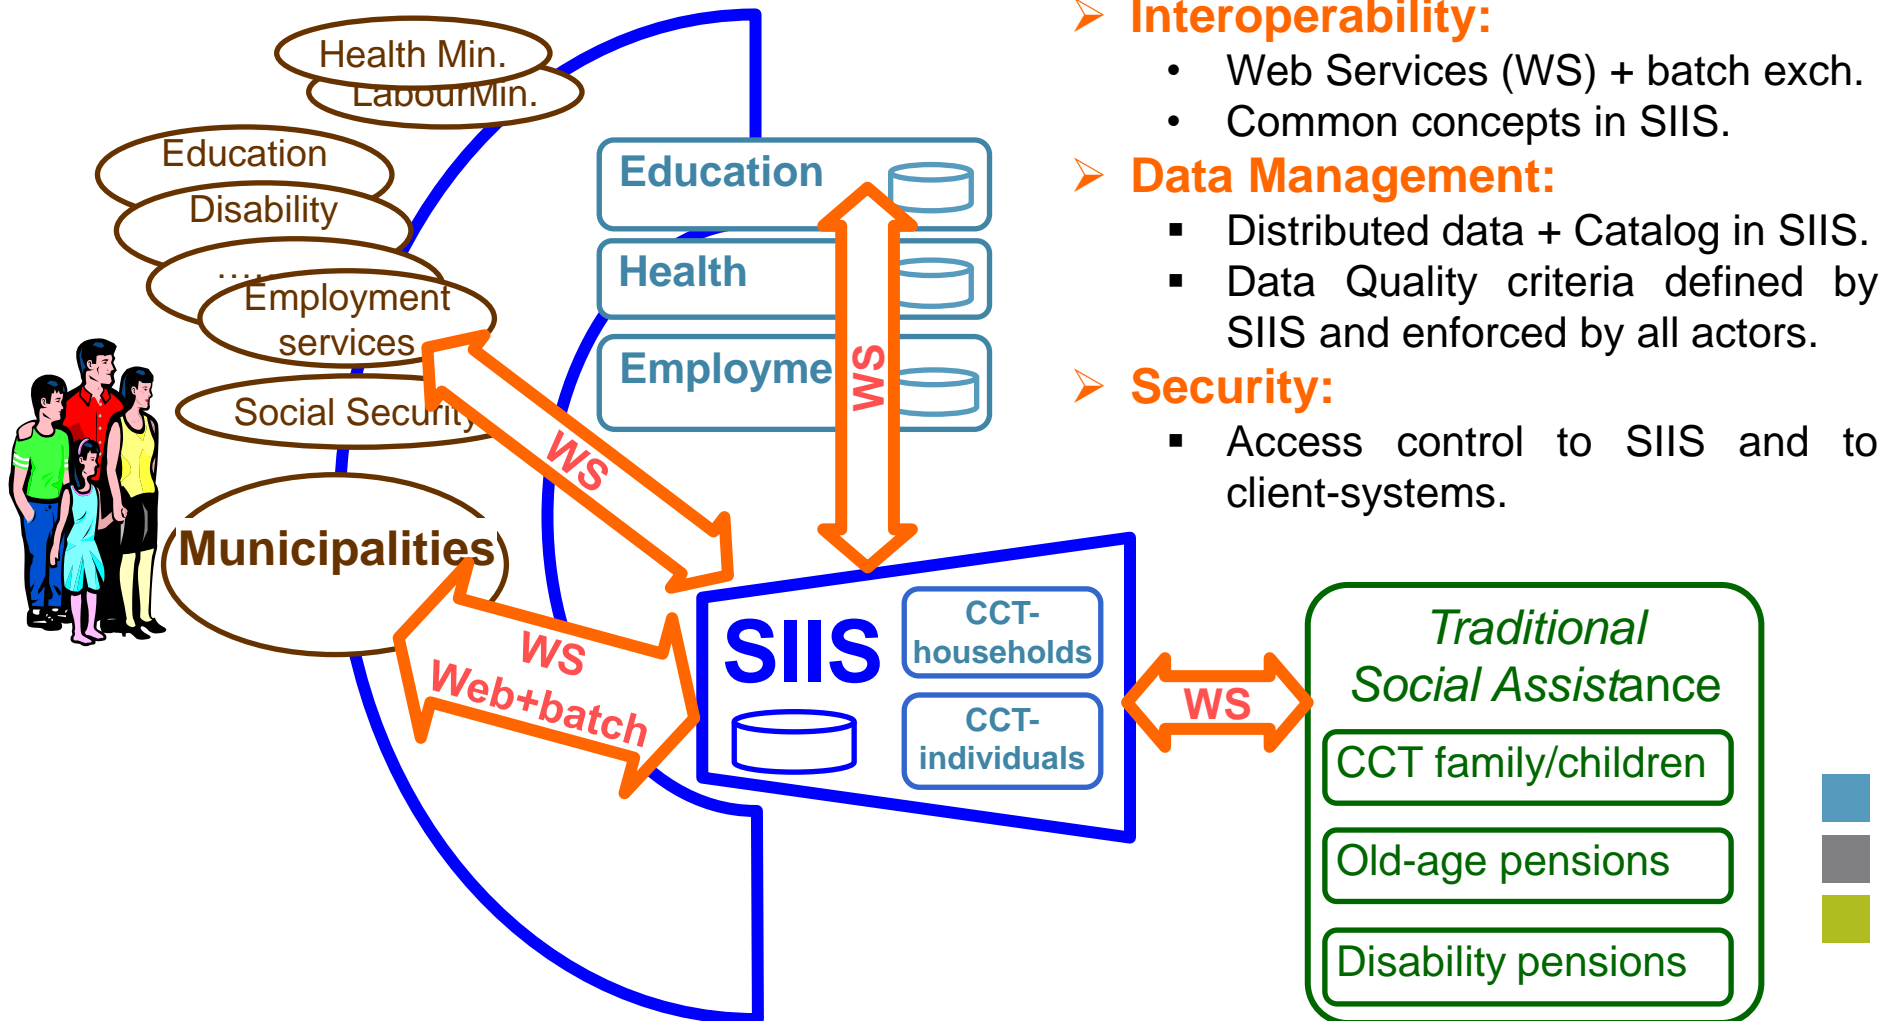 Health Min.
LabourMin.
Education
Disability
.....
Employment
services
Social Security
Municipalities
Education
Health
Employme
WS
WS
WS
Web+batch
SIIS
CCT-
households
CCT-
individuals
WS
Traditional
Social Assistance
CCT family/children
Old-age pensions
Disability pensions
➢ Interoperability:
• Web Services (WS) + batch exch.
• Common concepts in SIIS.
➢ Data Management:
▪ Distributed data + Catalog in SIIS.
▪ Data Quality criteria defined by
SIIS and enforced by all actors.
➢ Security:
▪ Access control to SIIS and to
client-systems.